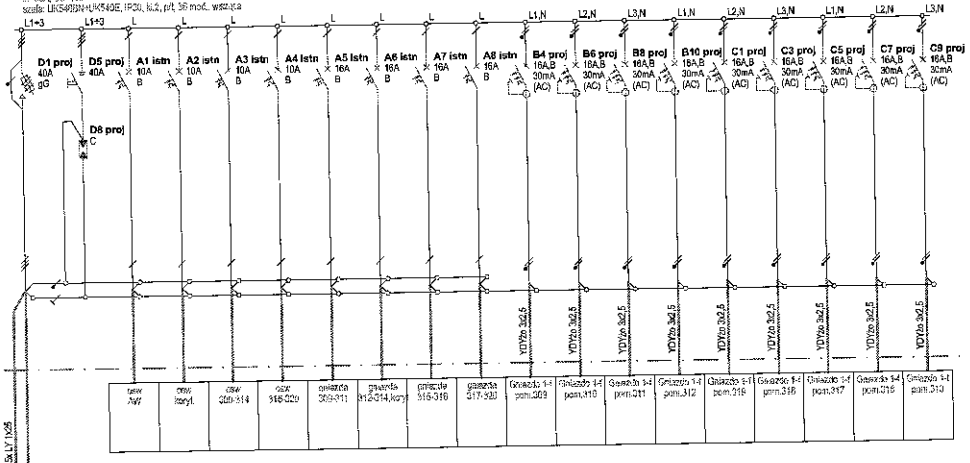 szafa: UK540BN+UK540E, IP30, kl.2, p/t, 36 mod., wisząca
L1÷3 L1÷3 L L L L L L L L L1,N L2,N L3,N L1,N L2,N L3,N L1,N L2,N L3,N
D1 proj D5 proj A1 istn A2 istn A3 istn A4 istn A5 istn A6 istn A7 istn A8 istn B4 proj B6 proj B8 proj B10 proj C1 proj C3 proj C5 proj C7 proj C9 proj
40A 40A 10A 10A 10A 10A 16A 16A 16A 16A 16A,B 16A,B 16A,B 16A,B 16A,B 16A,B 16A,B 16A,B 16A,B
gG B B B B B B B B 30mA 30mA 30mA 30mA 30mA 30mA 30mA 30mA 30mA
(AC) (AC) (AC) (AC) (AC) (AC) (AC) (AC) (AC)
D8 proj
C
YDYżo 3x2,5 YDYżo 3x2,5 YDYżo 3x2,5 YDYżo 3x2,5 YDYżo 3x2,5 YDYżo 3x2,5 YDYżo 3x2,5 YDYżo 3x2,5 YDYżo 3x2,5
5x LY 1x25
osw osw osw osw gniazda gniazda gniazda gniazda Gniazdo 1-f Gniazdo 1-f Gniazdo 1-f Gniazdo 1-f Gniazdo 1-f Gniazdo 1-f Gniazdo 1-f Gniazdo 1-f Gniazdo 1-f
koryt. 309-314 315-320 309-311 312-314,koryt 315-316 317-320 pom.309 pom.310 pom.311 pom.312 pom.319 pom.318 pom.317 pom.313